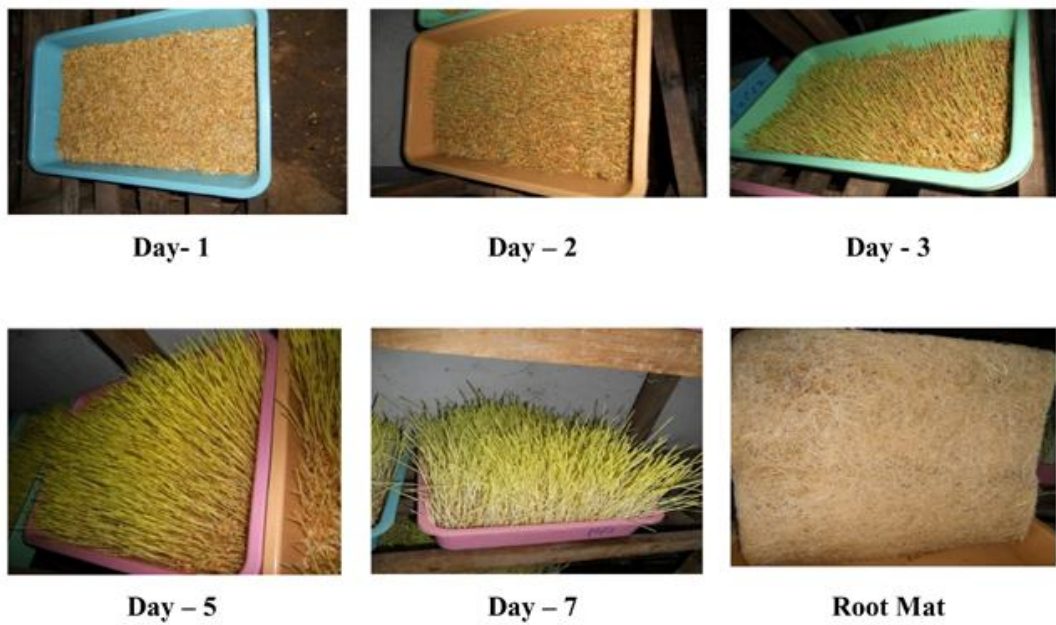 Day- 1
Day – 2
Day - 3
Day – 5
Day – 7
Root Mat